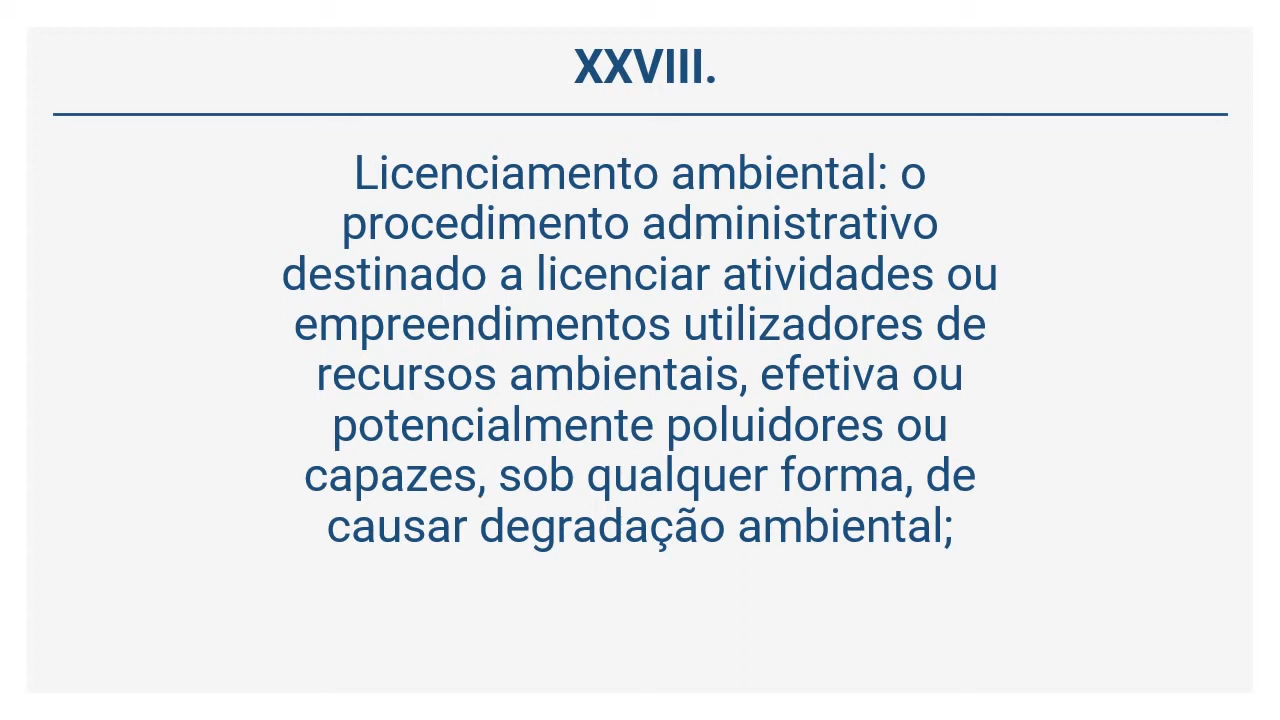 XXVIII.
Licenciamento ambiental: o
procedimento administrativo
destinado a licenciar atividades ou
empreendimentos utilizadores de
recursos ambientais, efetiva ou
potencialmente poluidores ou
capazes, sob qualquer forma, de
causar degradação ambiental;